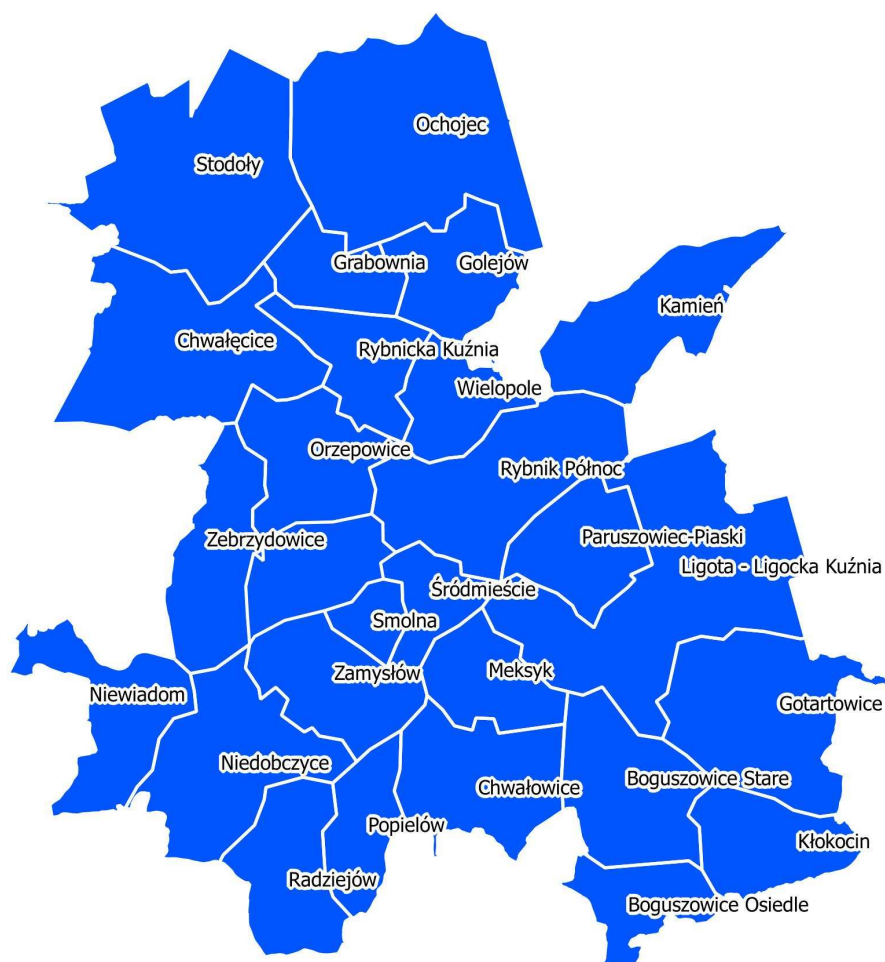 Ochojec
Stodoły
Grabownia
Golejów
Kamień
Chwałęcice
Rybnicka Kuźnia
Wielopole
Orzepowice
Rybnik Północ
Zebrzydowice
Paruszowiec-Piaski
Ligota - Ligocka Kuźnia
Śródmieście
Smolna
Zamysłów
Meksyk
Niewiadom
Gotartowice
Niedobczyce
Boguszowice Stare
Chwałowice
Popielów
Kłokocin
Radziejów
Boguszowice Osiedle